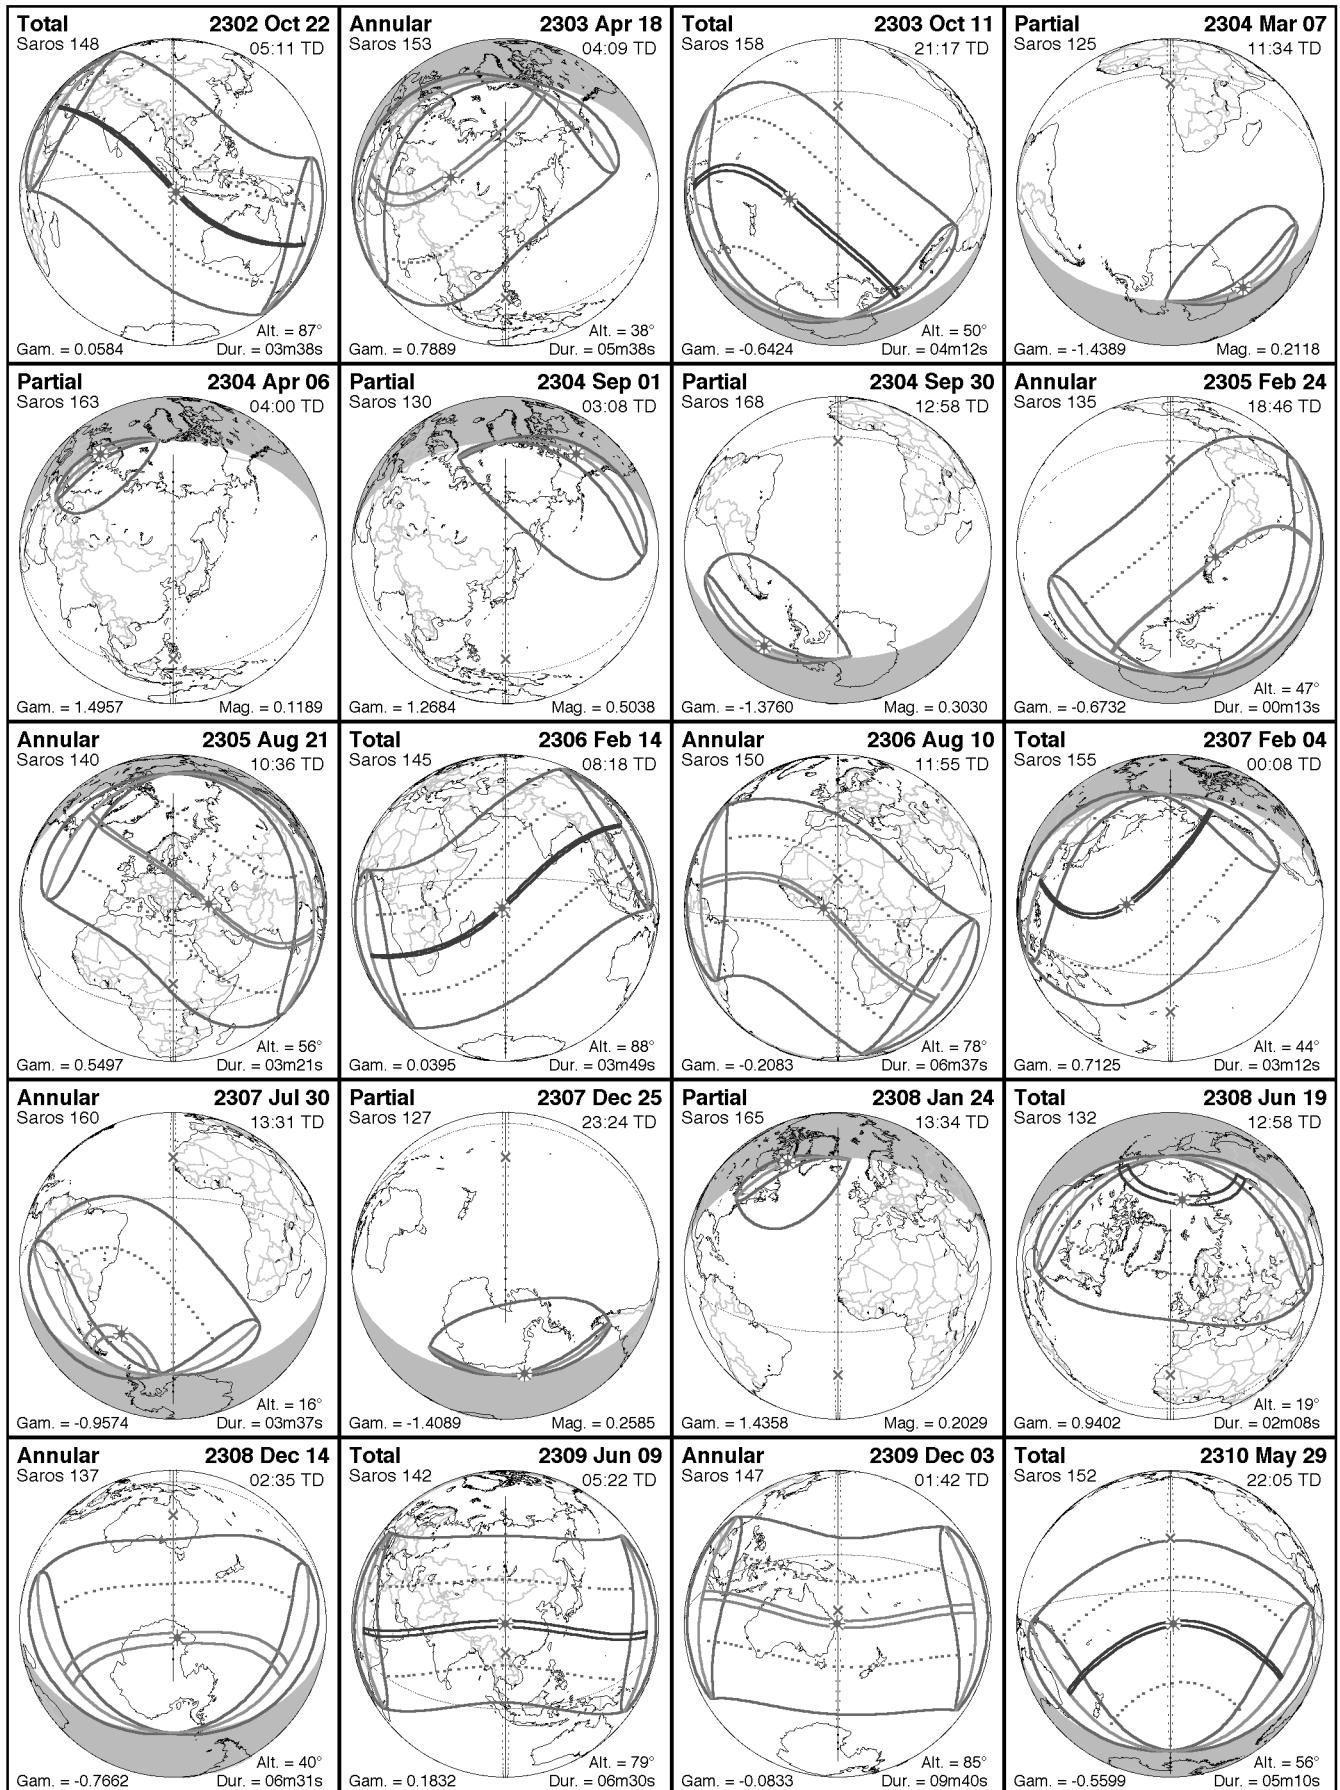 Total 2302 Oct 22
Saros 148 05:11 TD
Alt. = 87°
Gam. = 0.0584 Dur. = 03m38s
Annular 2303 Apr 18
Saros 153 04:09 TD
Alt. = 38°
Gam. = 0.7889 Dur. = 05m38s
Total 2303 Oct 11
Saros 158 21:17 TD
Alt. = 50°
Gam. = -0.6424 Dur. = 04m12s
Partial 2304 Mar 07
Saros 125 11:34 TD
Gam. = -1.4389 Mag. = 0.2118
Partial 2304 Apr 06
Saros 163 04:00 TD
Gam. = 1.4957 Mag. = 0.1189
Partial 2304 Sep 01
Saros 130 03:08 TD
Gam. = 1.2684 Mag. = 0.5038
Partial 2304 Sep 30
Saros 168 12:58 TD
Gam. = -1.3760 Mag. = 0.3030
Annular 2305 Feb 24
Saros 135 18:46 TD
Alt. = 47°
Gam. = -0.6732 Dur. = 00m13s
Annular 2305 Aug 21
Saros 140 10:36 TD
Alt. = 56°
Gam. = 0.5497 Dur. = 03m21s
Total 2306 Feb 14
Saros 145 08:18 TD
Alt. = 88°
Gam. = 0.0395 Dur. = 03m49s
Annular 2306 Aug 10
Saros 150 11:55 TD
Alt. = 78°
Gam. = -0.2083 Dur. = 06m37s
Total 2307 Feb 04
Saros 155 00:08 TD
Alt. = 44°
Gam. = 0.7125 Dur. = 03m12s
Annular 2307 Jul 30
Saros 160 13:31 TD
Alt. = 16°
Gam. = -0.9574 Dur. = 03m37s
Partial 2307 Dec 25
Saros 127 23:24 TD
Gam. = -1.4089 Mag. = 0.2585
Partial 2308 Jan 24
Saros 165 13:34 TD
Gam. = 1.4358 Mag. = 0.2029
Total 2308 Jun 19
Saros 132 12:58 TD
Alt. = 19°
Gam. = 0.9402 Dur. = 02m08s
Annular 2308 Dec 14
Saros 137 02:35 TD
Alt. = 40°
Gam. = -0.7662 Dur. = 06m31s
Total 2309 Jun 09
Saros 142 05:22 TD
Alt. = 79°
Gam. = 0.1832 Dur. = 06m30s
Annular 2309 Dec 03
Saros 147 01:42 TD
Alt. = 85°
Gam. = -0.0833 Dur. = 09m40s
Total 2310 May 29
Saros 152 22:05 TD
Alt. = 56°
Gam. = -0.5599 Dur. = 05m10s